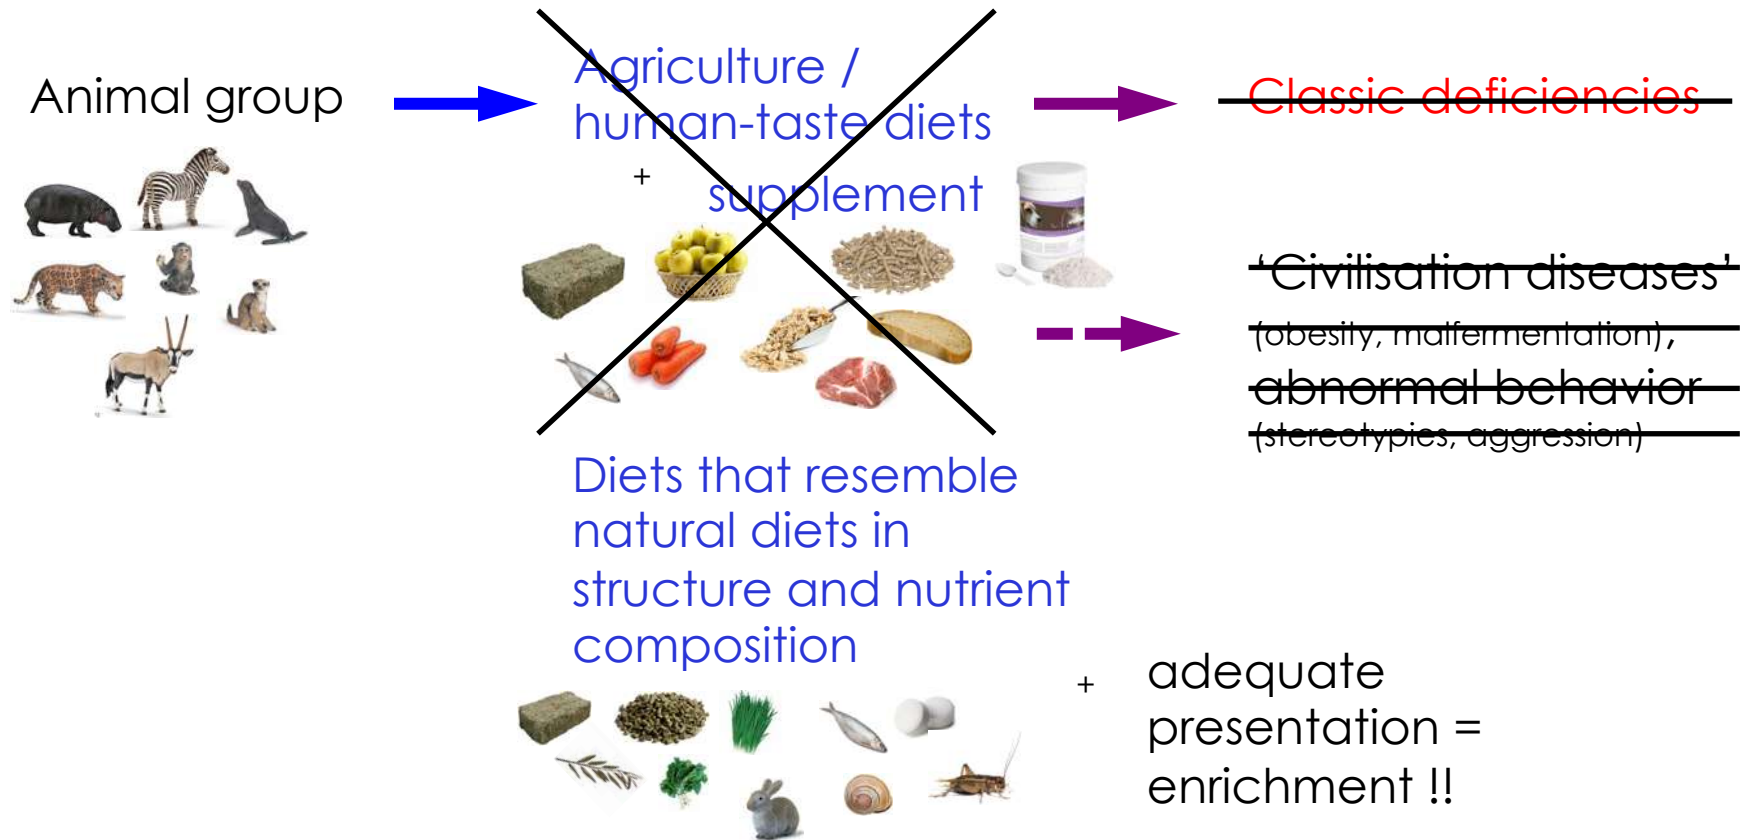 Animal group
Agriculture /
human-taste diets
+
supplement
Classic deficiencies
'Civilisation diseases'
(obesity, malfermentation),
abnormal behavior
(stereotypies, aggression)
Diets that resemble
natural diets in
structure and nutrient
composition
+
adequate
presentation =
enrichment !!